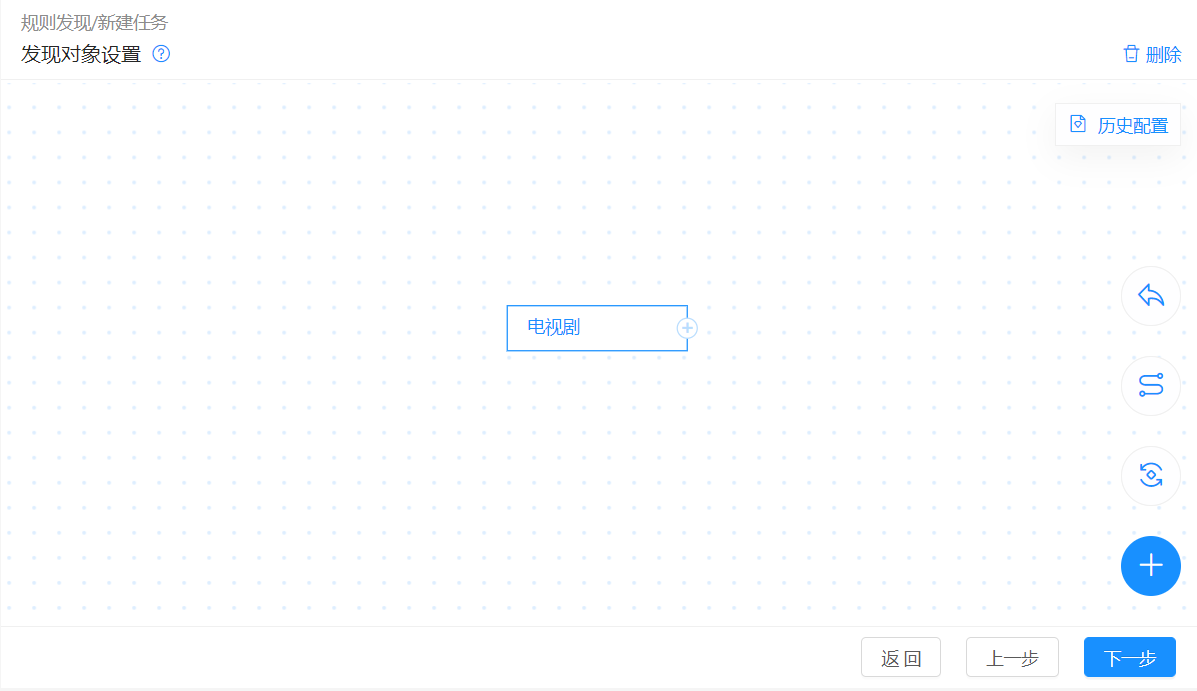 规则发现/新建任务
发现对象设置
删除
历史配置
电视剧
返回
上一步
下一步